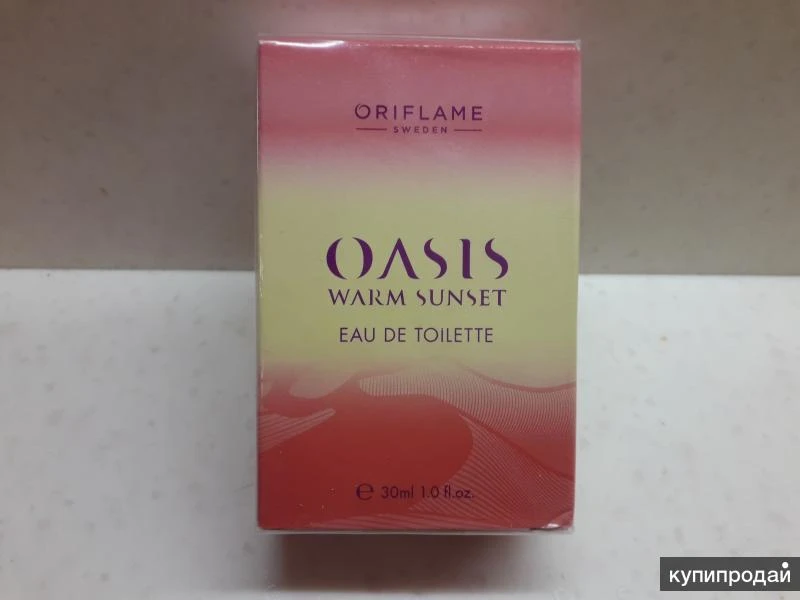 ORIFLAME
SWEDEN
OASIS
WARM SUNSET
EAU DE TOILETTE
℮ 30ml 1.0 fl.oz.
купипродай